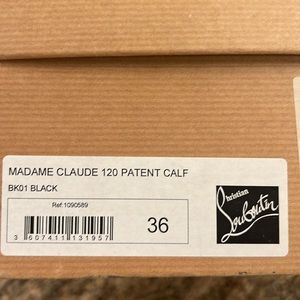 MADAME CLAUDE 120 PATENT CALF
BK01 BLACK
Ref.1090589
36
3 607411 131957
Christian
Louboutin